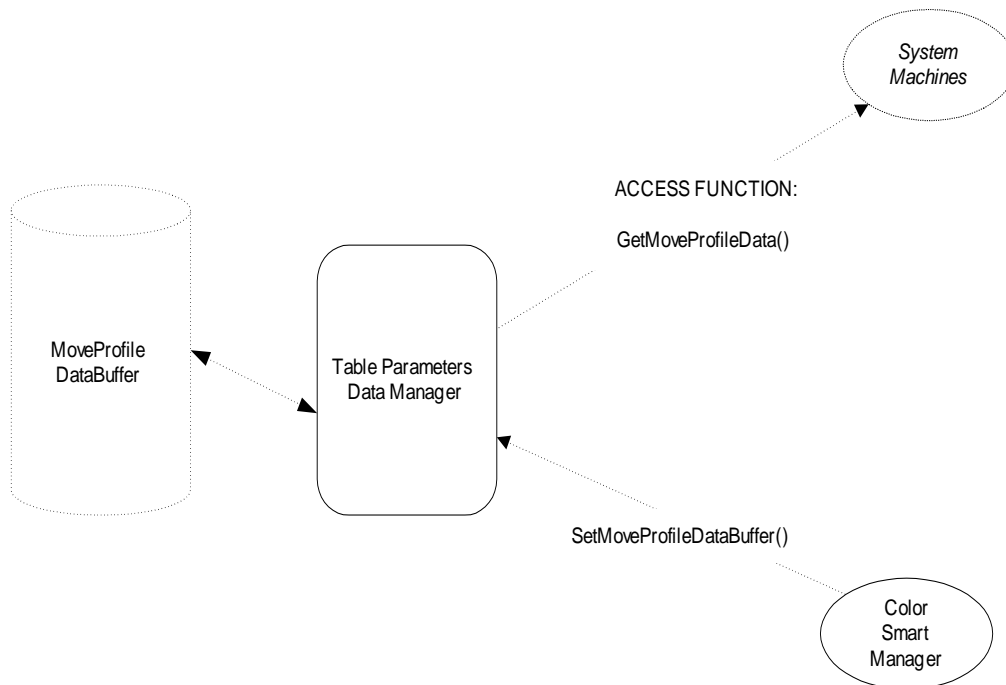 System
Machines
ACCESS FUNCTION:
GetMoveProfileData()
MoveProfile
DataBuffer
Table Parameters
Data Manager
SetMoveProfileDataBuffer()
Color
Smart
Manager